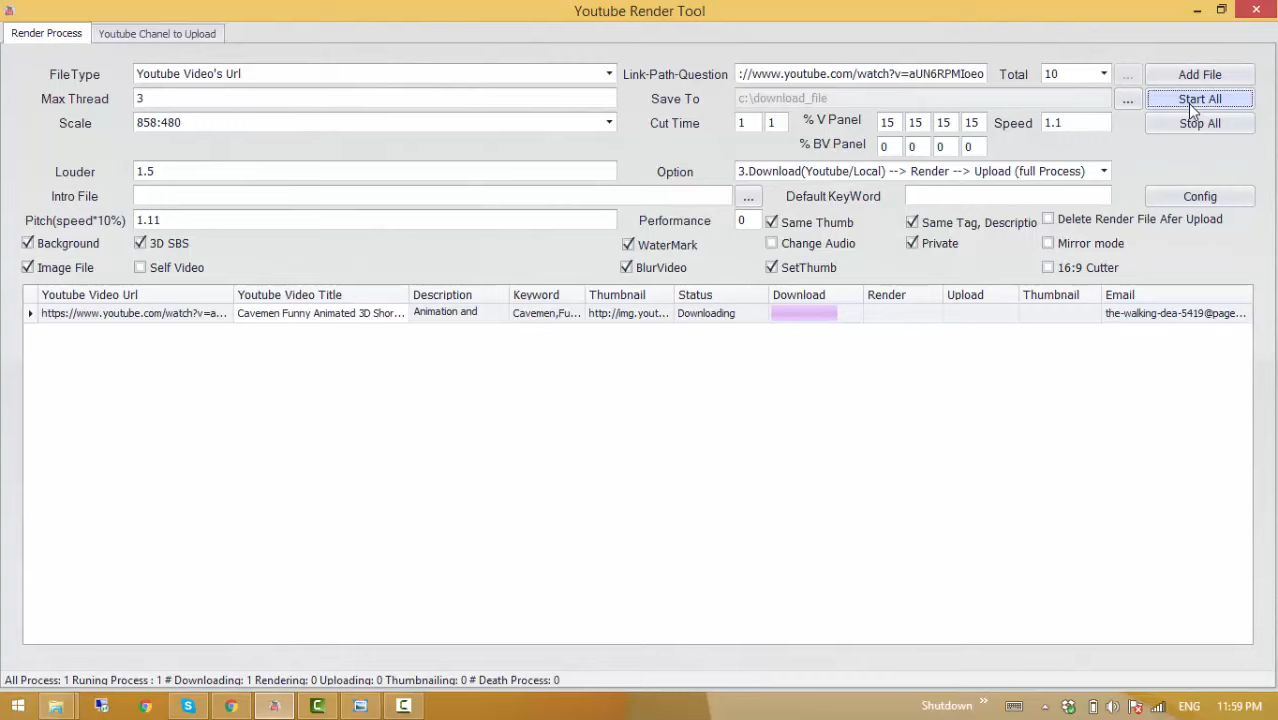 Youtube Render Tool
Render Process
Youtube Chanel to Upload
FileType
Youtube Video's Url
Link-Path-Question
://www.youtube.com/watch?v=aUN6RPMIoeo
Total
10
...
Add File
Max Thread
3
Save To
c:\download_file
...
Start All
Scale
858:480
Cut Time
1
1
% V Panel
15
15
15
15
Speed
1.1
Stop All
% BV Panel
0
0
0
0
Louder
1.5
Option
3.Download(Youtube/Local) --> Render --> Upload (full Process)
Intro File
...
Default KeyWord
Config
Pitch(speed*10%)
1.11
Performance
0
Same Thumb
Same Tag, Descriptio
Delete Render File Afer Upload
Background
3D SBS
WaterMark
Change Audio
Private
Mirror mode
Image File
Self Video
BlurVideo
SetThumb
16:9 Cutter
Youtube Video Url
Youtube Video Title
Description
Keyword
Thumbnail
Status
Download
Render
Upload
Thumbnail
Email
https://www.youtube.com/watch?v=a...
Cavemen Funny Animated 3D Shor...
Animation and
Cavemen,Fu...
http://img.yout...
Downloading
the-walking-dea-5419@page...
All Process: 1 Runing Process : 1 # Downloading: 1 Rendering: 0 Uploading: 0 Thumbnailing: 0 # Death Process: 0
Shutdown
ENG
11:59 PM